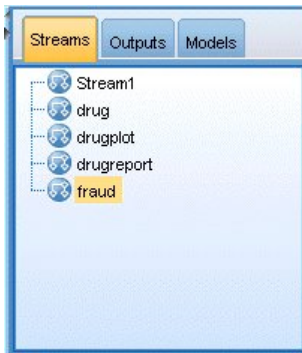 Streams Outputs Models
Stream1
drug
drugplot
drugreport
fraud